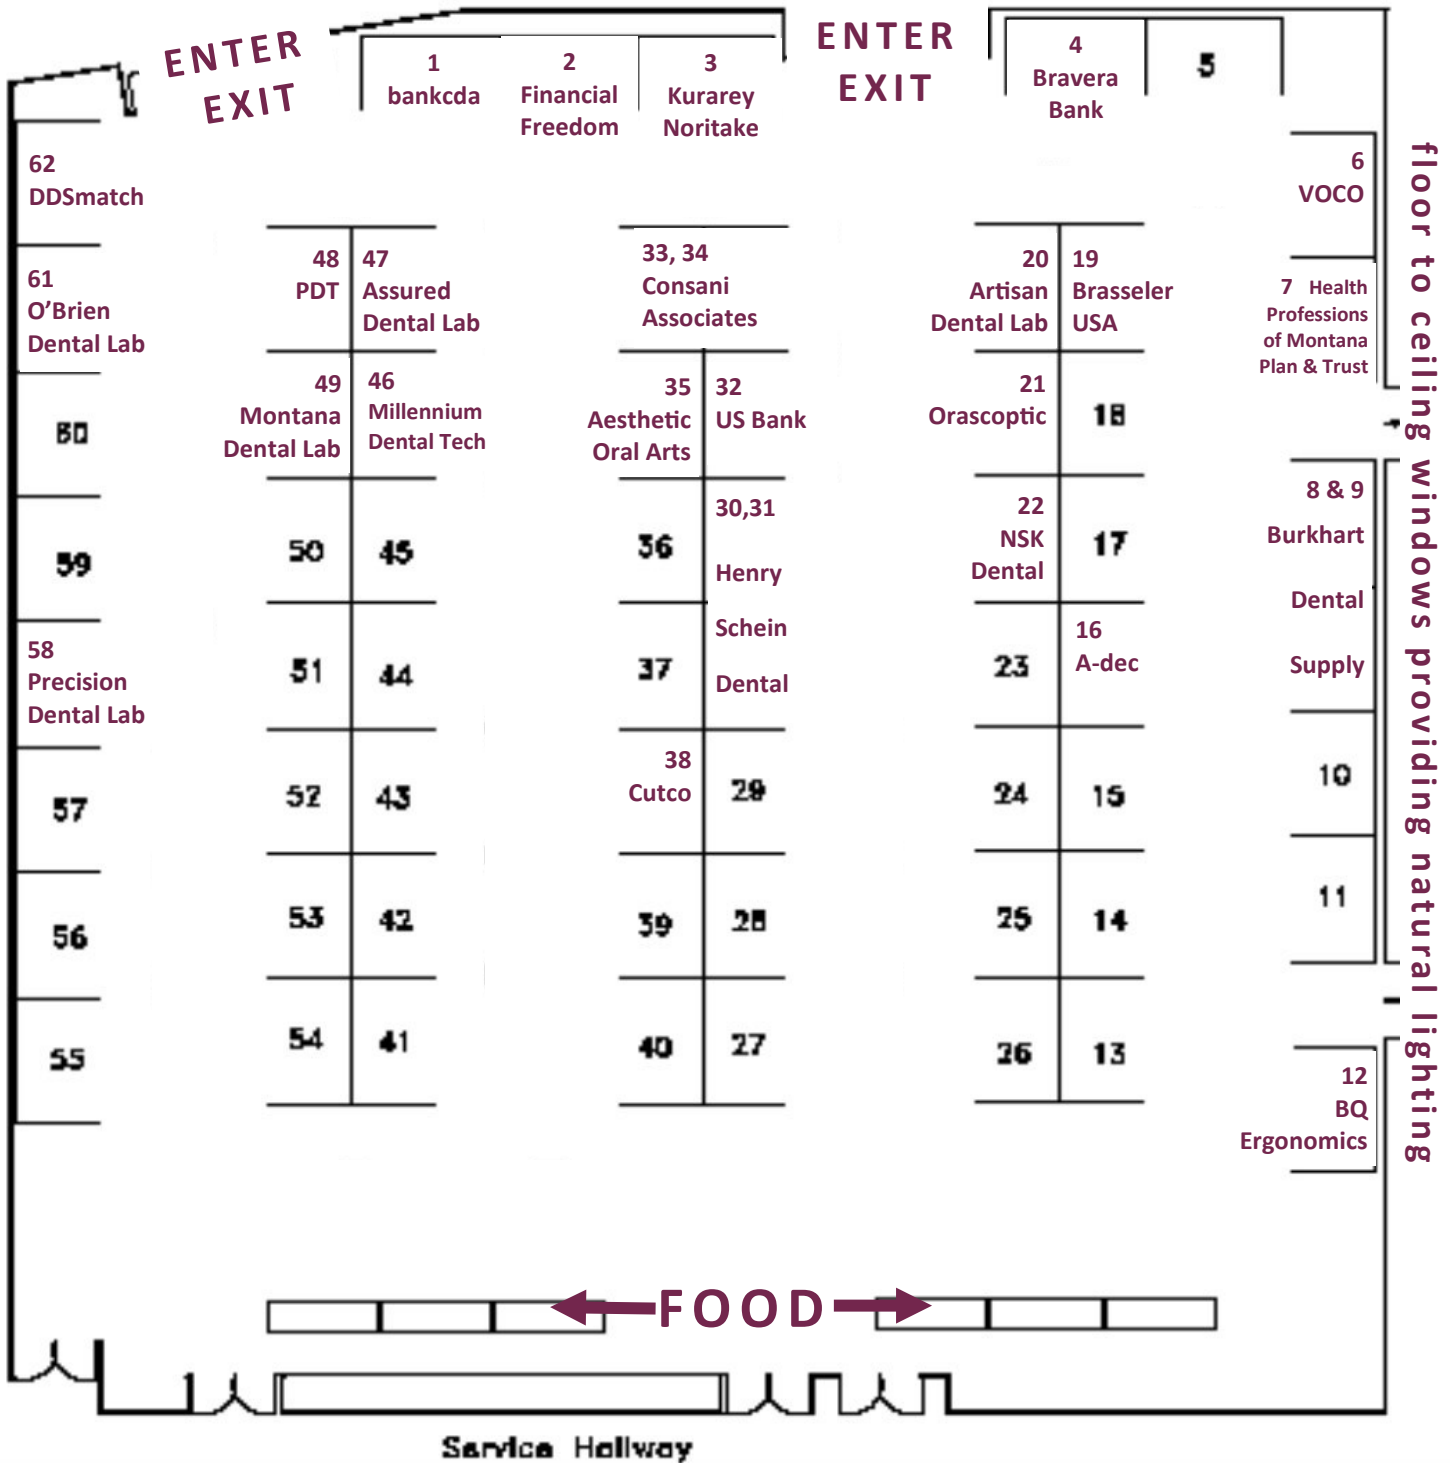 ENTER
EXIT
ENTER
EXIT
1
bankcda
2
Financial
Freedom
3
Kurarey
Noritake
4
Bravera
Bank
5
62
DDSmatch
61
O’Brien
Dental Lab
60
59
58
Precision
Dental Lab
57
56
55
48
PDT
49
Montana
Dental Lab
50
51
52
53
54
47
Assured
Dental Lab
46
Millennium
Dental Tech
45
44
43
42
41
33, 34
Consani
Associates
35
Aesthetic
Oral Arts
36
37
38
Cutco
39
40
32
US Bank
30,31
Henry
Schein
Dental
29
28
27
20
Artisan
Dental Lab
21
Orascoptic
22
NSK
Dental
23
24
25
26
19
Brasseler
USA
18
17
16
A-dec
15
14
13
6
VOCO
7 Health
Professions
of Montana
Plan & Trust
8 & 9
Burkhart
Dental
Supply
10
11
12
BQ
Ergonomics
floor to ceiling windows providing natural lighting
FOOD
Service Hallway